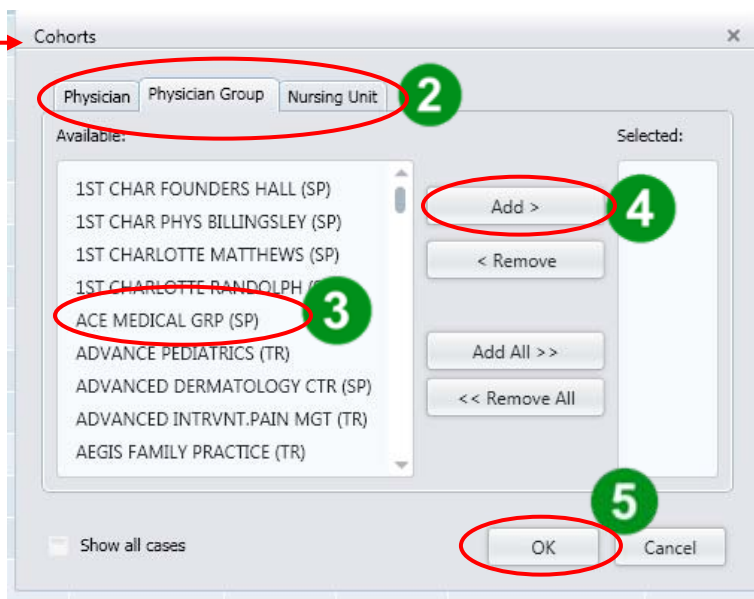 Cohorts
Physician Physician Group Nursing Unit 2
Available: Selected:
1ST CHAR FOUNDERS HALL (SP)
1ST CHAR PHYS BILLINGSLEY (SP)
1ST CHARLOTTE MATTHEWS (SP)
1ST CHARLOTTE RANDOLPH
ACE MEDICAL GRP (SP) 3
ADVANCE PEDIATRICS (TR)
ADVANCED DERMATOLOGY CTR (SP)
ADVANCED INTRVNT.PAIN MGT (TR)
AEGIS FAMILY PRACTICE (TR)
Add > 4
< Remove
Add All >>
<< Remove All
5
Show all cases OK Cancel